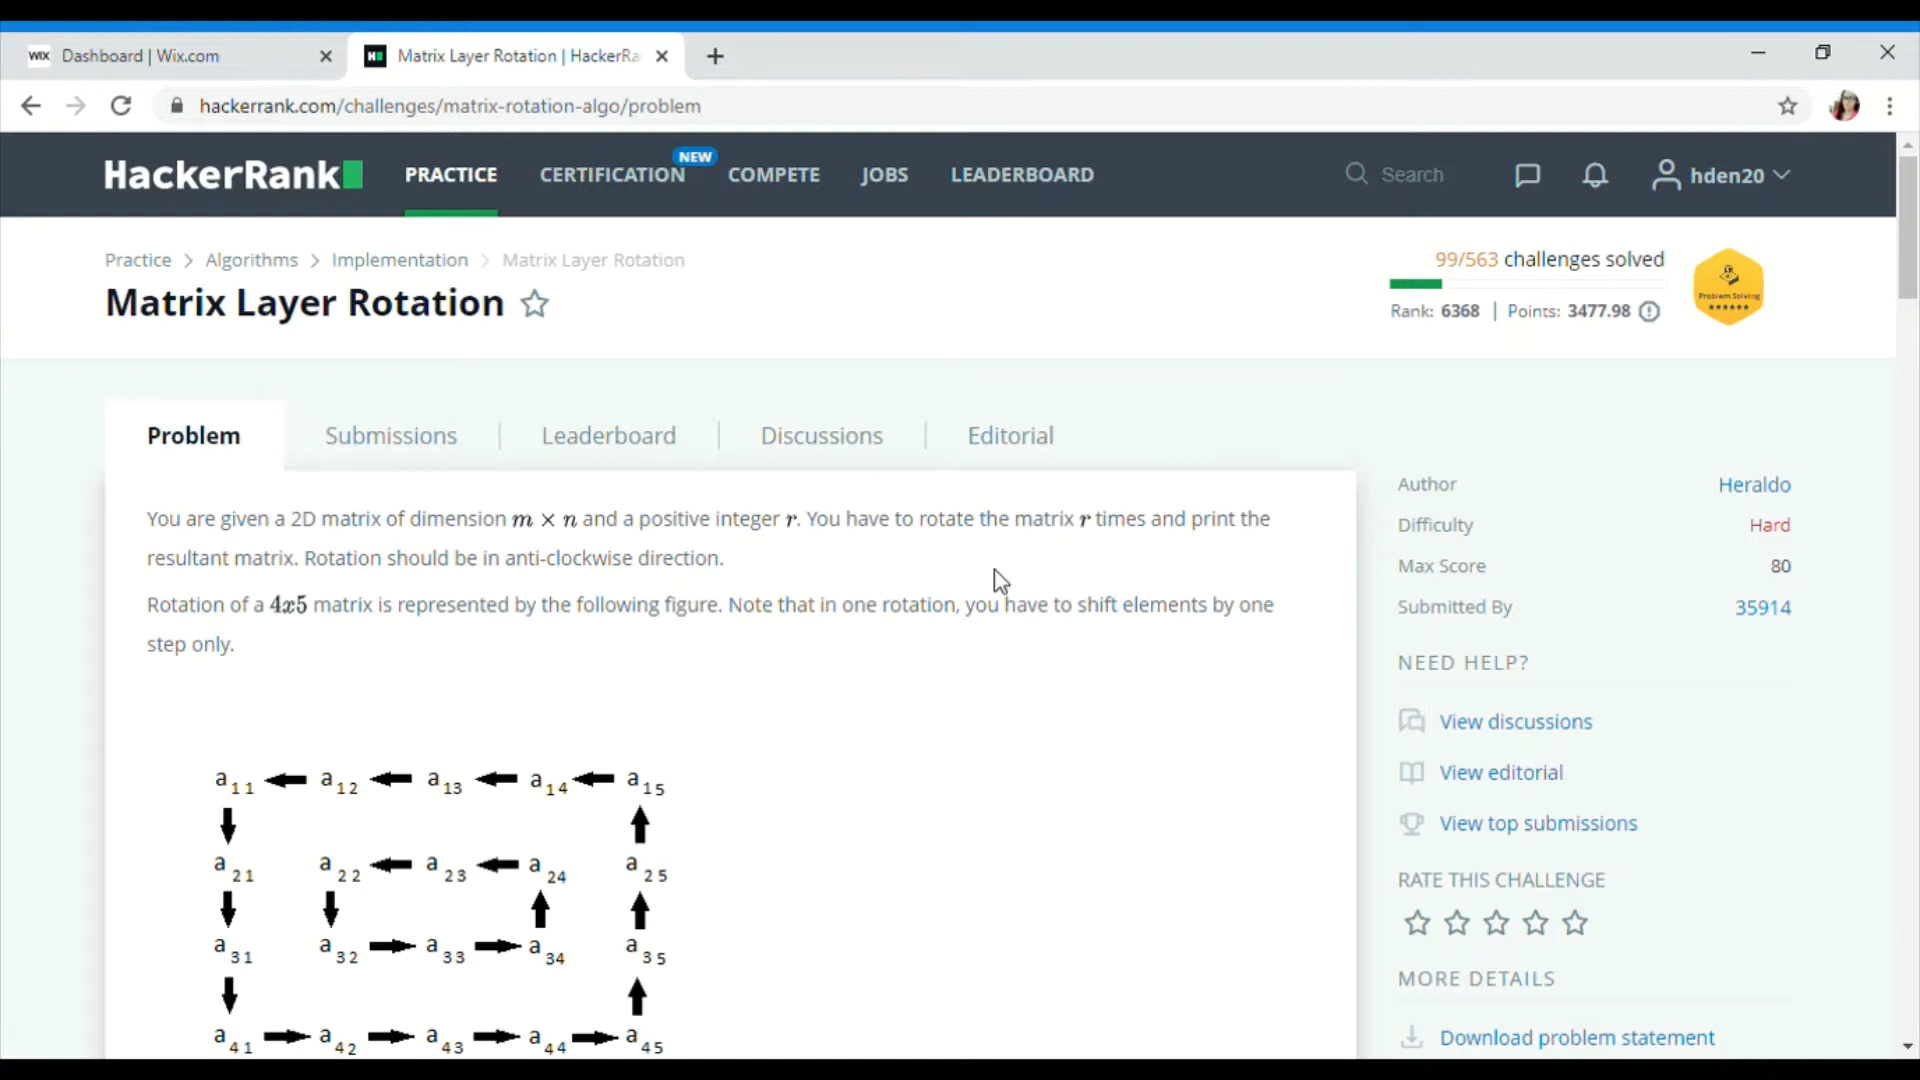 WIX Dashboard | Wix.com
H Matrix Layer Rotation | HackerRa
hackerrank.com/challenges/matrix-rotation-algo/problem
HackerRank PRACTICE CERTIFICATION NEW COMPETE JOBS LEADERBOARD Search hden20
Practice > Algorithms > Implementation > Matrix Layer Rotation
Matrix Layer Rotation
99/563 challenges solved
Rank: 6368 | Points: 3477.98
Problem Solving
Problem Submissions Leaderboard Discussions Editorial
You are given a 2D matrix of dimension m × n and a positive integer r. You have to rotate the matrix r times and print the
resultant matrix. Rotation should be in anti-clockwise direction.
Rotation of a 4x5 matrix is represented by the following figure. Note that in one rotation, you have to shift elements by one
step only.
a11 a12 a13 a14 a15
a21 a22 a23 a24 a25
a31 a32 a33 a34 a35
a41 a42 a43 a44 a45
Author Heraldo
Difficulty Hard
Max Score 80
Submitted By 35914
NEED HELP?
View discussions
View editorial
View top submissions
RATE THIS CHALLENGE
MORE DETAILS
Download problem statement